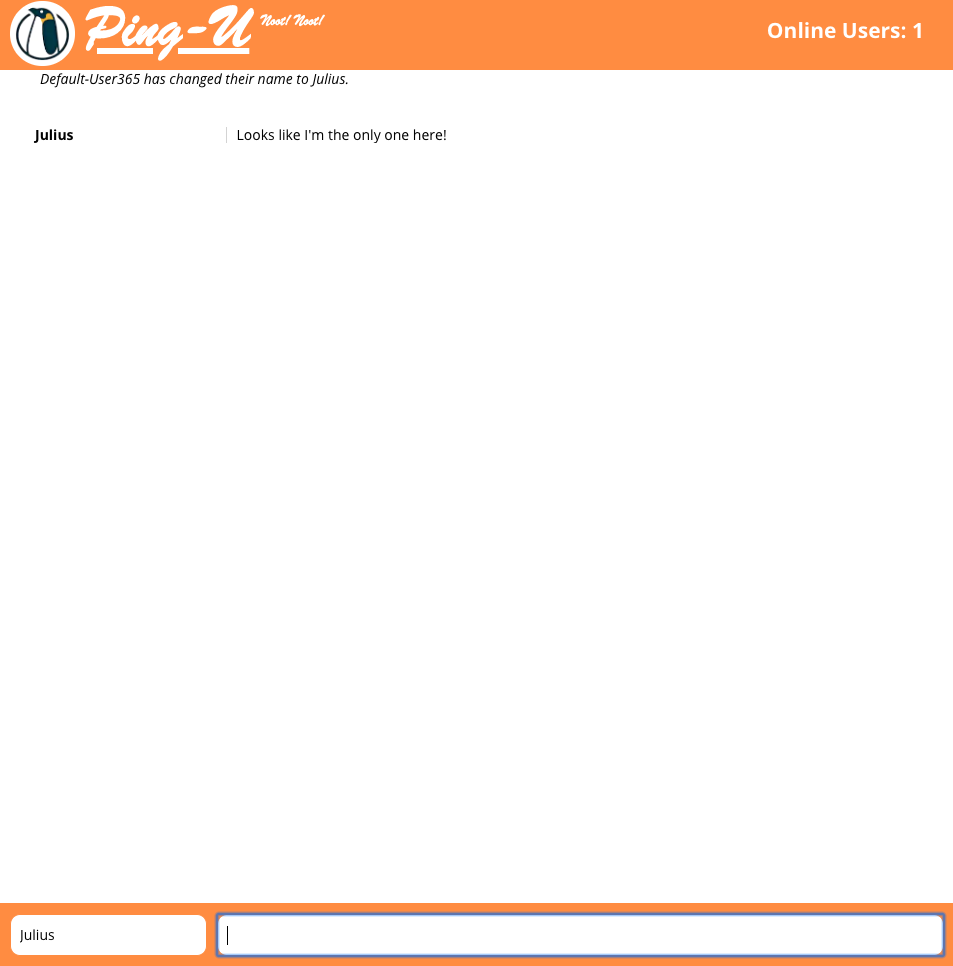 Ping-U Noot! Noot!
Online Users: 1
Default-User365 has changed their name to Julius.
Julius Looks like I'm the only one here!
Julius